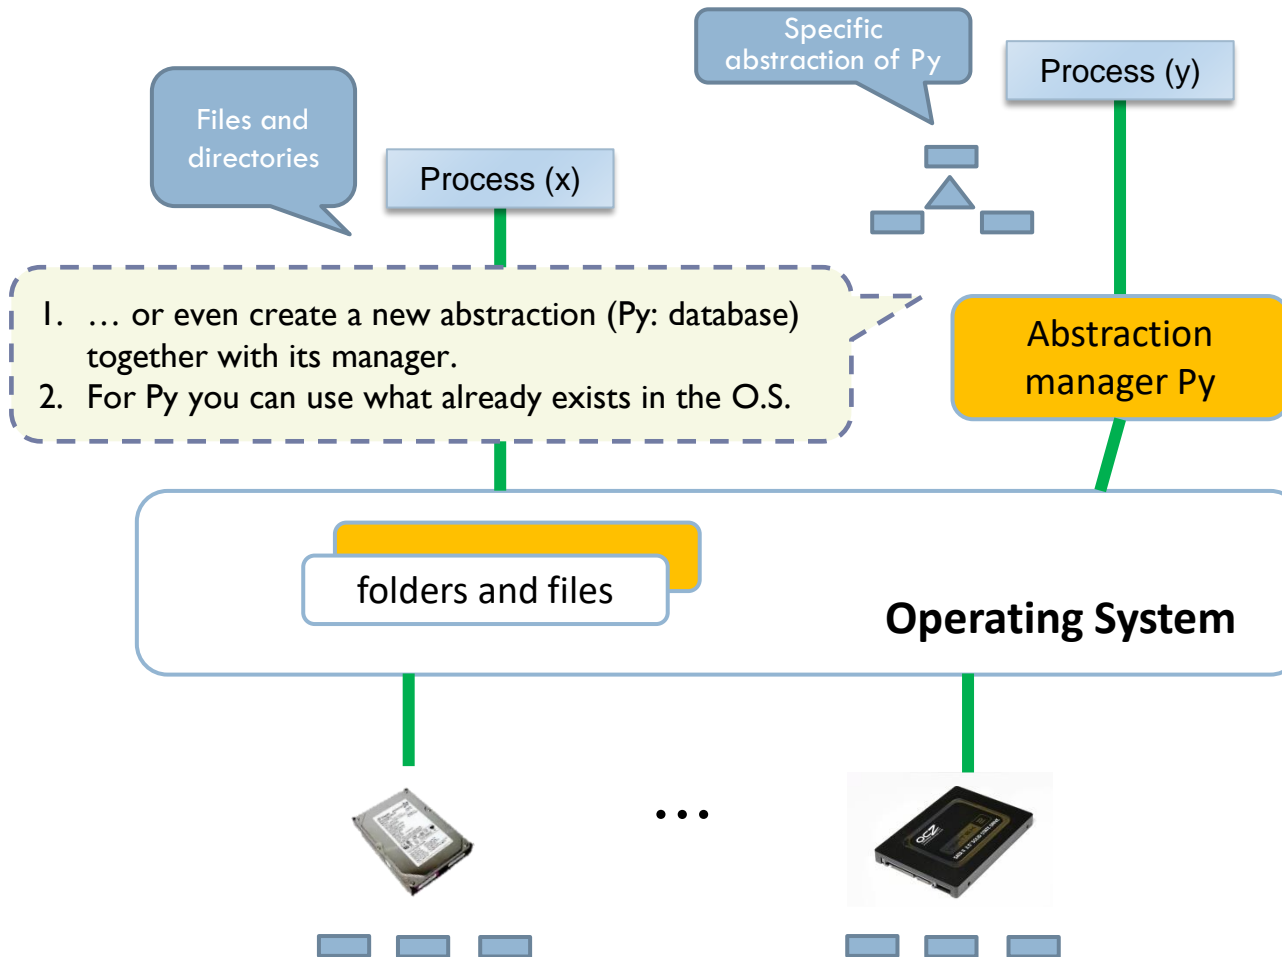 Specific
abstraction of Py
Process (y)
Files and
directories
Process (x)
1. … or even create a new abstraction (Py: database)
together with its manager.
2. For Py you can use what already exists in the O.S.
Abstraction
manager Py
folders and files
Operating System
...
OCZ